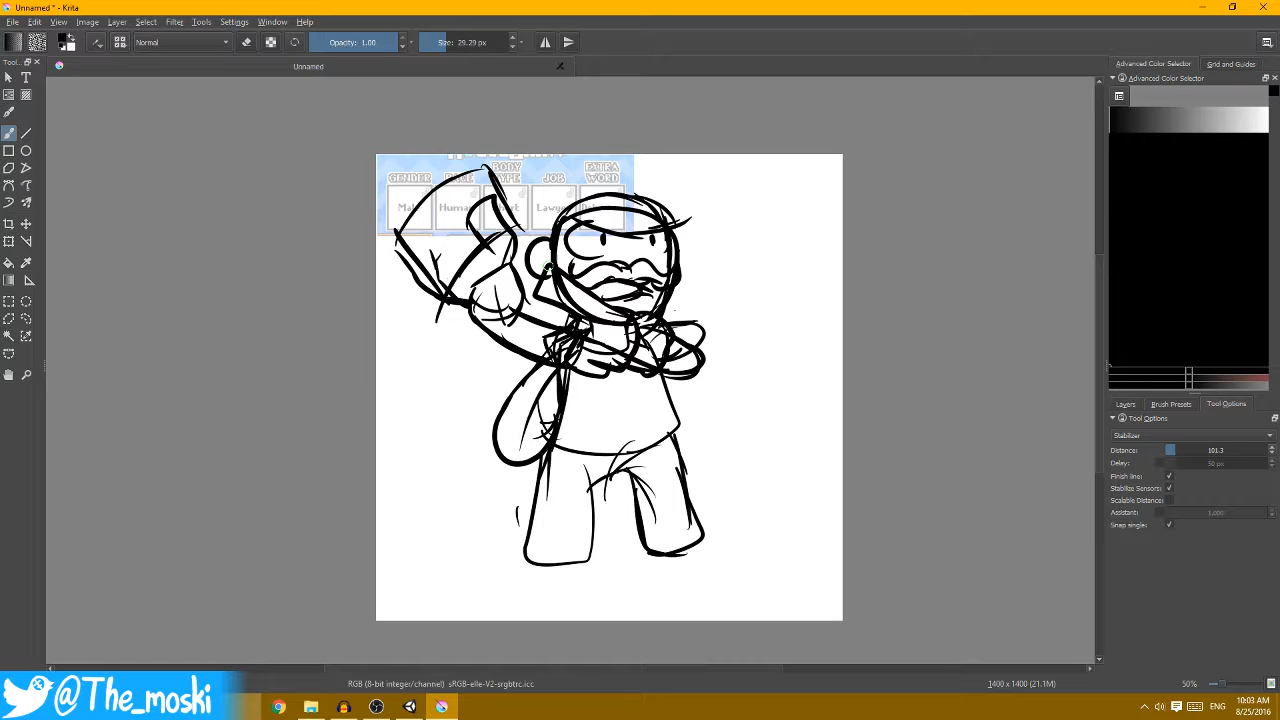 Unnamed * - Krita
File Edit View Image Layer Select Filter Tools Settings Window Help
Normal Opacity: 1.00 Size: 29.29 px
Tool...
Unnamed
Advanced Color Selector Grid and Guides
Advanced Color Selector
GENDER BODY TYPE JOB EXTRA WORD
Human
Layers Brush Presets Tool Options
Tool Options
Stabilizer
Distance: 101.3
Delay: 50 px
Finish line:
Stabilize Sensors:
Scalable Distance:
Assistant: 1,000
Snap single:
RGB (8-bit integer/channel) sRGB-elle-V2-srgbtrc.icc
1400 x 1400 (21.1M)
50%
@The_moski
ENG
10:03 AM
8/25/2016